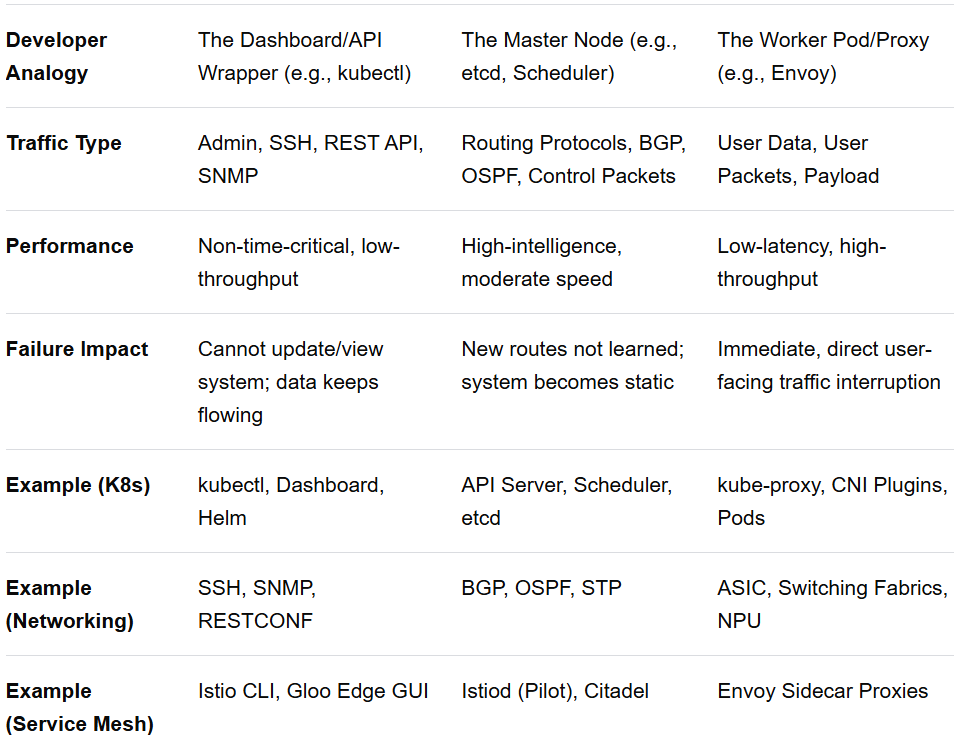 Developer Analogy
The Dashboard/API Wrapper (e.g., kubectl)
The Master Node (e.g., etcd, Scheduler)
The Worker Pod/Proxy (e.g., Envoy)
Traffic Type
Admin, SSH, REST API, SNMP
Routing Protocols, BGP, OSPF, Control Packets
User Data, User Packets, Payload
Performance
Non-time-critical, low-throughput
High-intelligence, moderate speed
Low-latency, high-throughput
Failure Impact
Cannot update/view system; data keeps flowing
New routes not learned; system becomes static
Immediate, direct user-facing traffic interruption
Example (K8s)
kubectl, Dashboard, Helm
API Server, Scheduler, etcd
kube-proxy, CNI Plugins, Pods
Example (Networking)
SSH, SNMP, RESTCONF
BGP, OSPF, STP
ASIC, Switching Fabrics, NPU
Example (Service Mesh)
Istio CLI, Gloo Edge GUI
Istiod (Pilot), Citadel
Envoy Sidecar Proxies